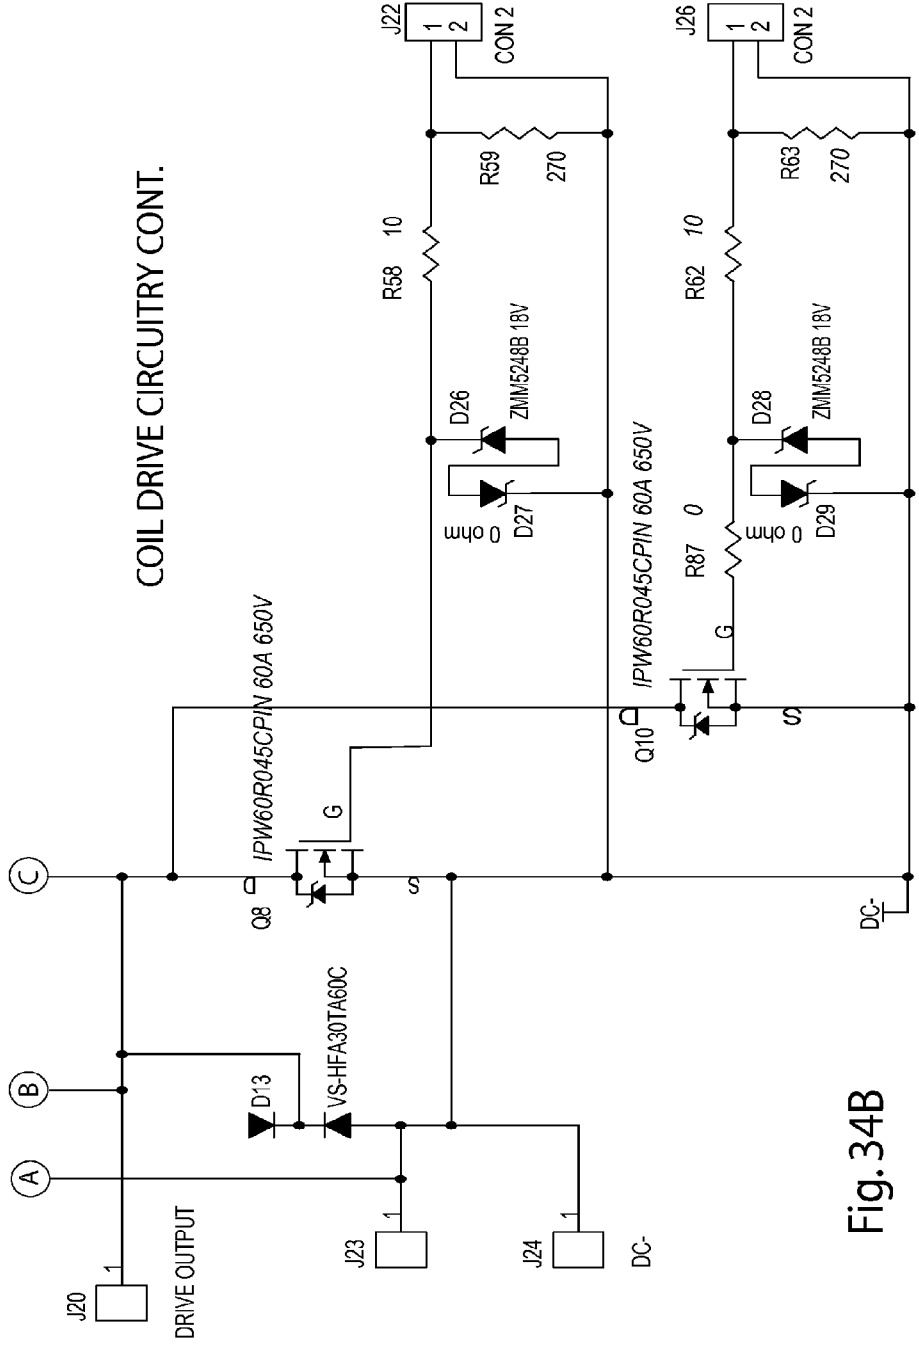 COIL DRIVE CIRCUITRY CONT.
J20
1
DRIVE OUTPUT
A
B
C
J23
1
J24
1
DC-
D13
VS-HFA30TA60C
Q8
D
S
G
IPW60R045CPIN 60A 650V
R58
10
R59
270
J22
1
2
CON 2
D26
ZMM5248B 18V
D27
0 ohm
Q10
D
S
G
IPW60R045CPIN 60A 650V
R87
0
R62
10
R63
270
J26
1
2
CON 2
D28
ZMM5248B 18V
D29
0 ohm
DC-
Fig. 34B